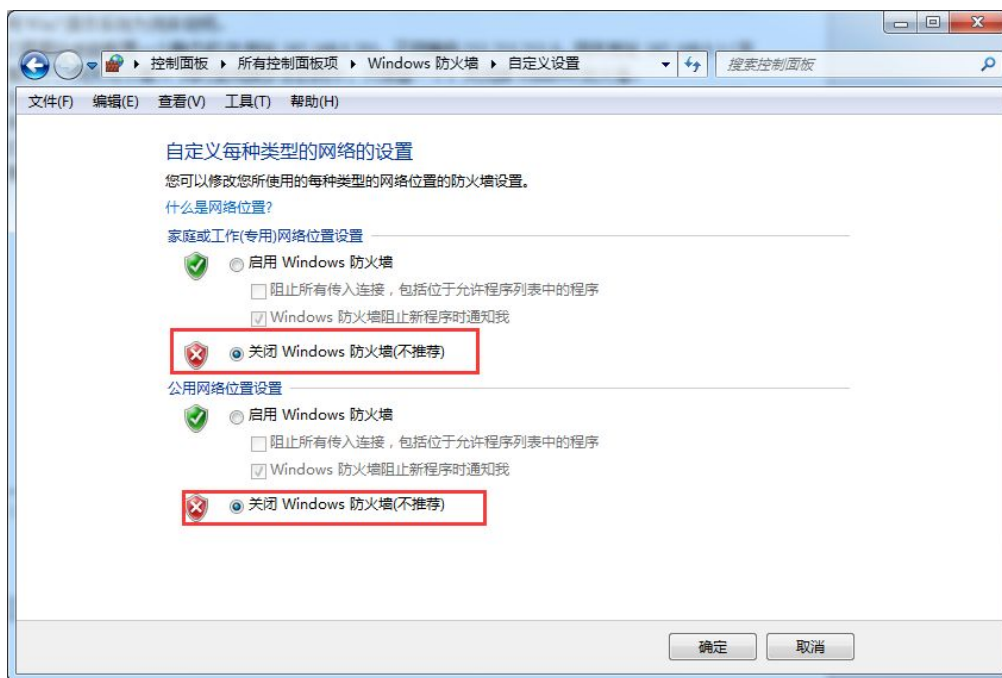 控制面板 所有控制面板项 Windows 防火墙 自定义设置 搜索控制面板
文件(F) 编辑(E) 查看(V) 工具(T) 帮助(H)
自定义每种类型的网络的设置
您可以修改您所使用的每种类型的网络位置的防火墙设置。
什么是网络位置?
家庭或工作(专用)网络位置设置
启用 Windows 防火墙
阻止所有传入连接，包括位于允许程序列表中的程序
Windows 防火墙阻止新程序时通知我
关闭 Windows 防火墙(不推荐)
公用网络位置设置
启用 Windows 防火墙
阻止所有传入连接，包括位于允许程序列表中的程序
Windows 防火墙阻止新程序时通知我
关闭 Windows 防火墙(不推荐)
确定 取消